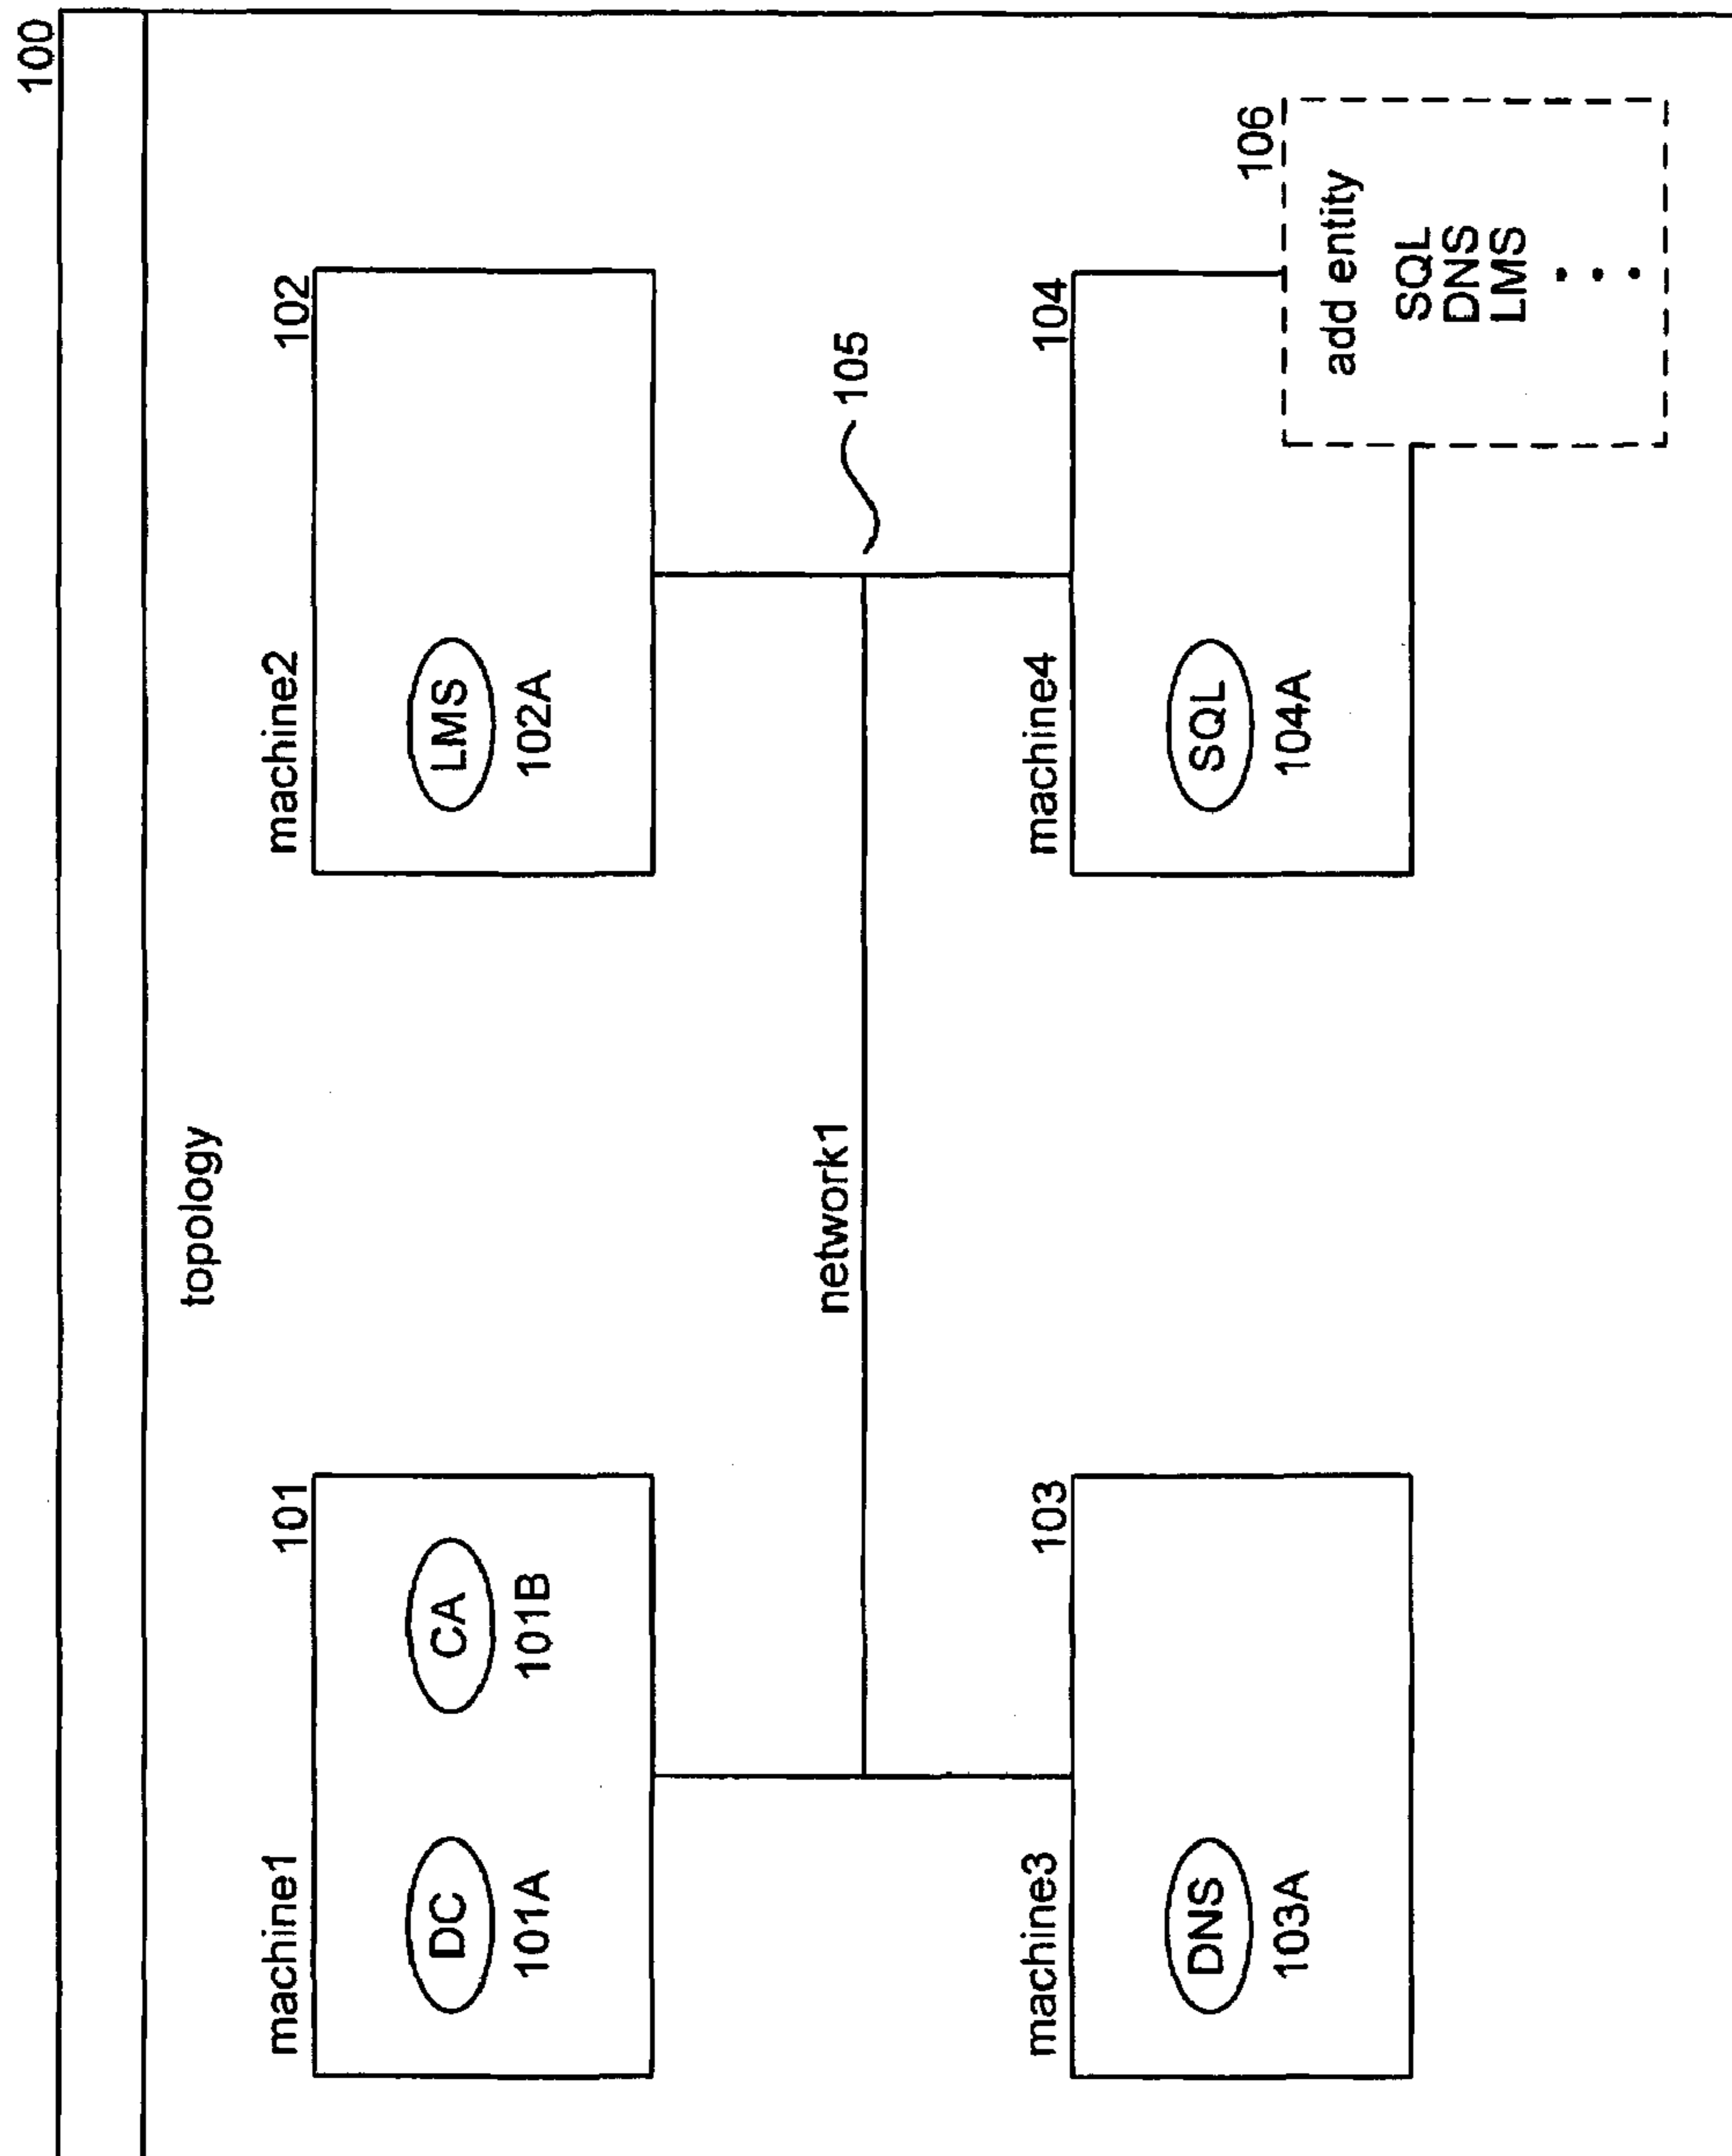 100
topology
machine1
101
DC
CA
101A
101B
machine2
102
LMS
102A
network1
105
machine3
103
DNS
103A
machine4
104
SQL
104A
106
add entity
SQL
DNS
LMS